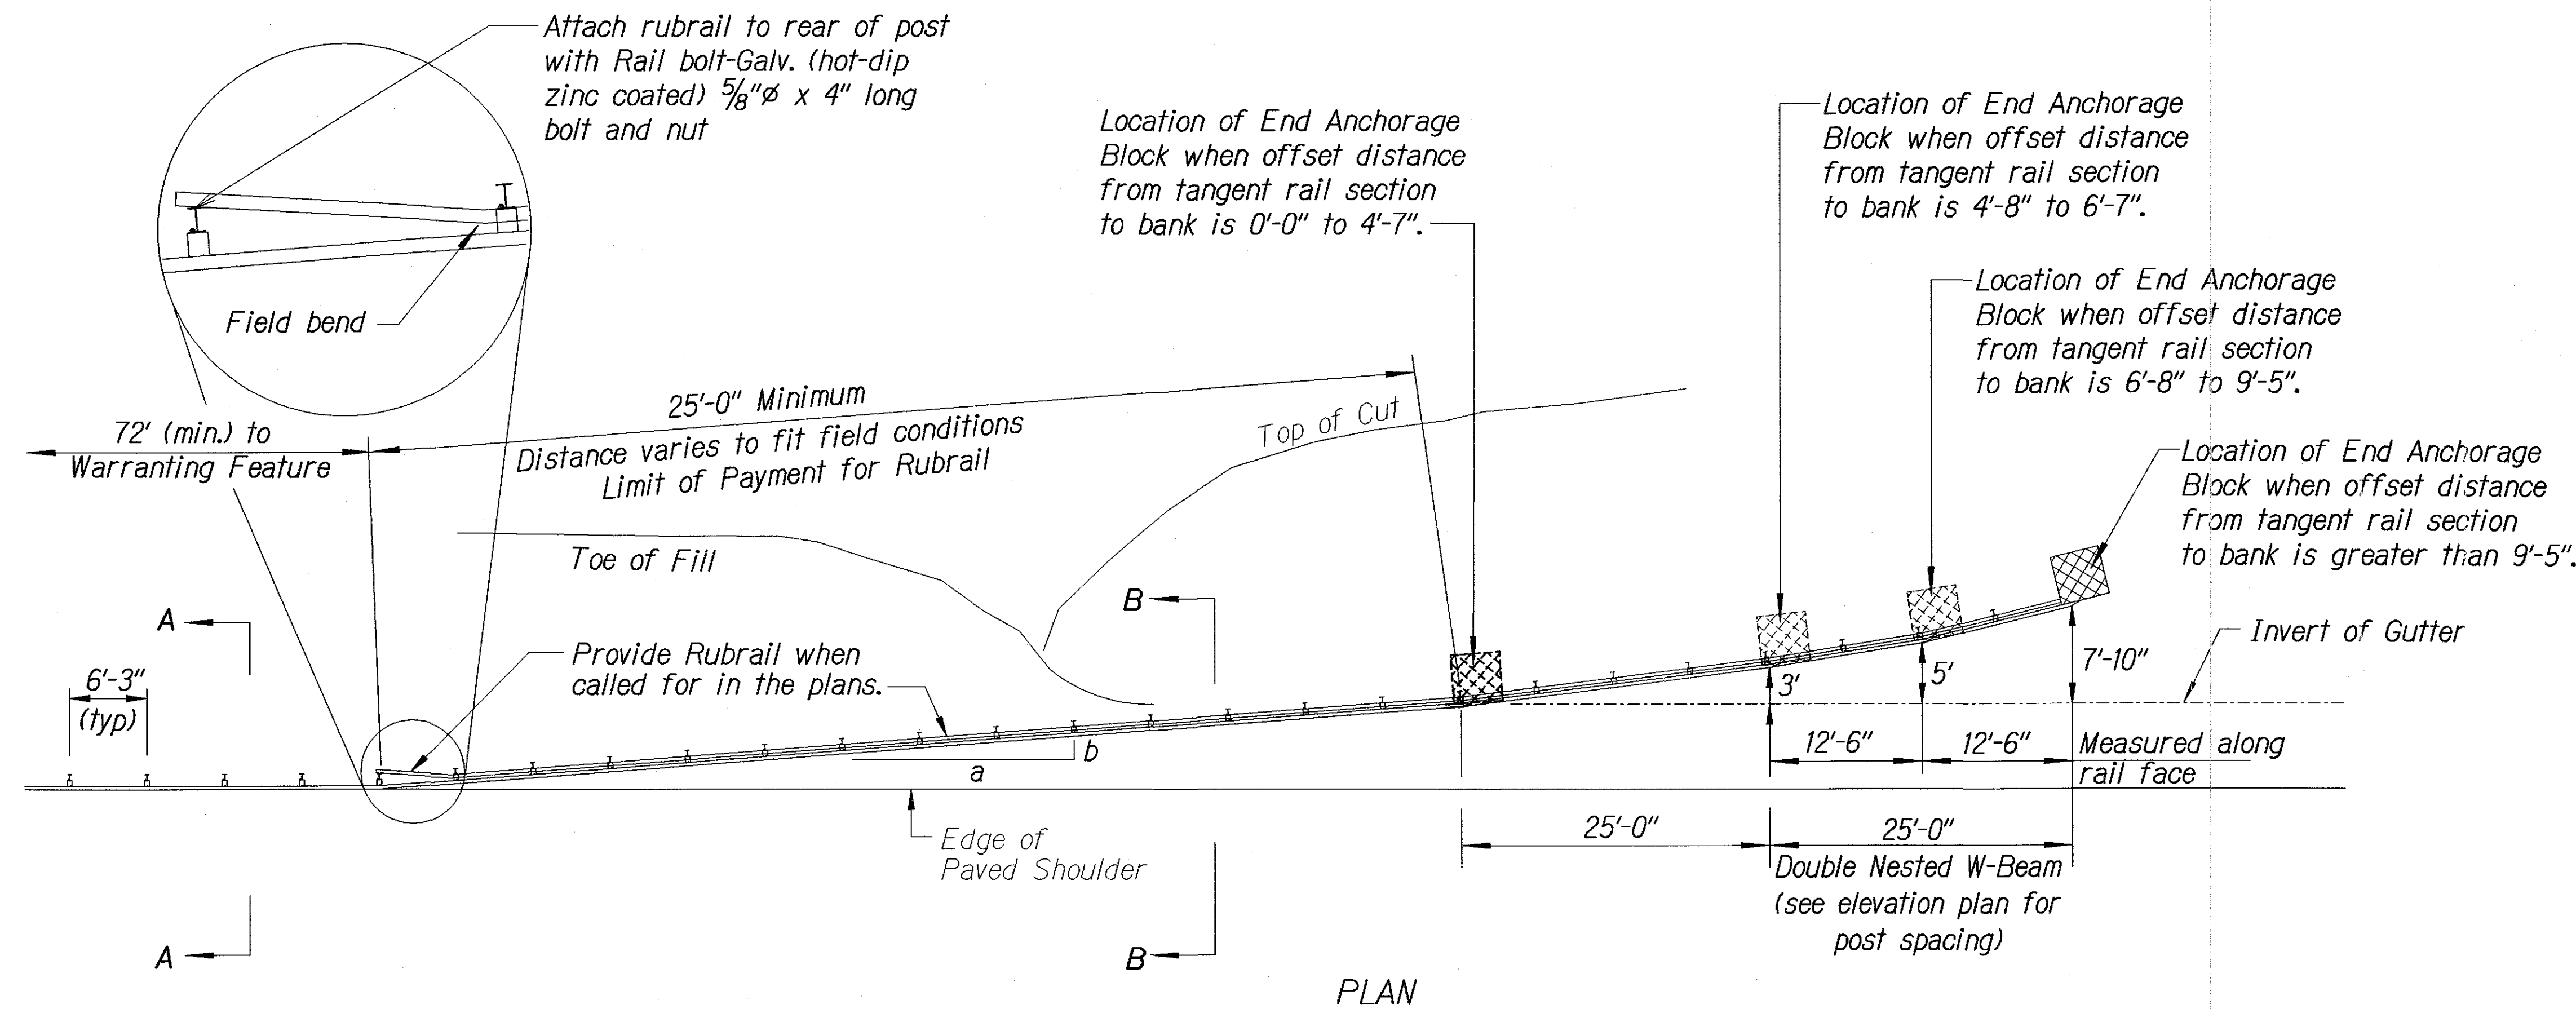 Attach rubrail to rear of post
with Rail bolt-Galv. (hot-dip
zinc coated) 5/8"ø x 4" long
bolt and nut
Field bend
Location of End Anchorage
Block when offset distance
from tangent rail section
to bank is 0'-0" to 4'-7".
Location of End Anchorage
Block when offset distance
from tangent rail section
to bank is 4'-8" to 6'-7".
Location of End Anchorage
Block when offset distance
from tangent rail section
to bank is 6'-8" to 9'-5".
Location of End Anchorage
Block when offset distance
from tangent rail section
to bank is greater than 9'-5".
72' (min.) to
Warranting Feature
25'-0" Minimum
Distance varies to fit field conditions
Limit of Payment for Rubrail
Top of Cut
Toe of Fill
A
B
Provide Rubrail when
called for in the plans.
6'-3"
(typ)
b
a
3'
5'
7'-10"
Invert of Gutter
12'-6"
12'-6"
Measured along
rail face
Edge of
Paved Shoulder
25'-0"
25'-0"
Double Nested W-Beam
(see elevation plan for
post spacing)
A
B
PLAN